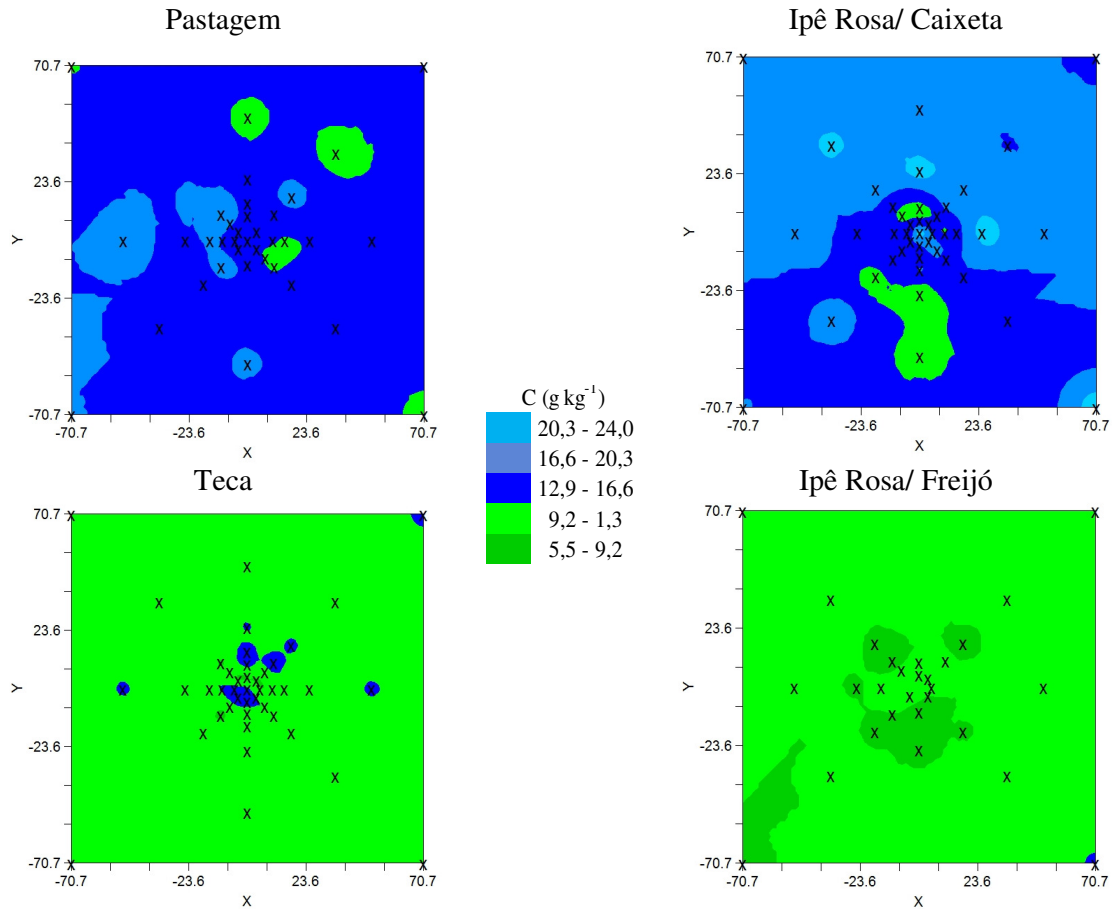 Pastagem
70.7
23.6
Y
-23.6
-70.7
-70.7
-23.6
23.6
70.7
X
Ipê Rosa/ Caixeta
70.7
23.6
Y
-23.6
-70.7
-70.7
-23.6
23.6
70.7
X
C (g kg-1)
20,3 - 24,0
16,6 - 20,3
12,9 - 16,6
9,2 - 1,3
5,5 - 9,2
Teca
70.7
23.6
Y
-23.6
-70.7
-70.7
-23.6
23.6
70.7
X
Ipê Rosa/ Freijó
70.7
23.6
Y
-23.6
-70.7
-70.7
-23.6
23.6
70.7
X